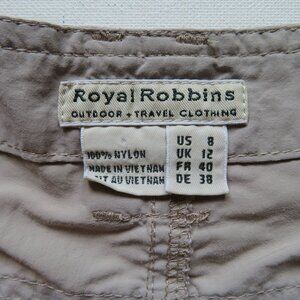 Royal Robbins
OUTDOOR + TRAVEL CLOTHING
100% NYLON
MADE IN VIETNAM
FAIT AU VIETNAM
US 8
UK 12
FR 40
DE 38